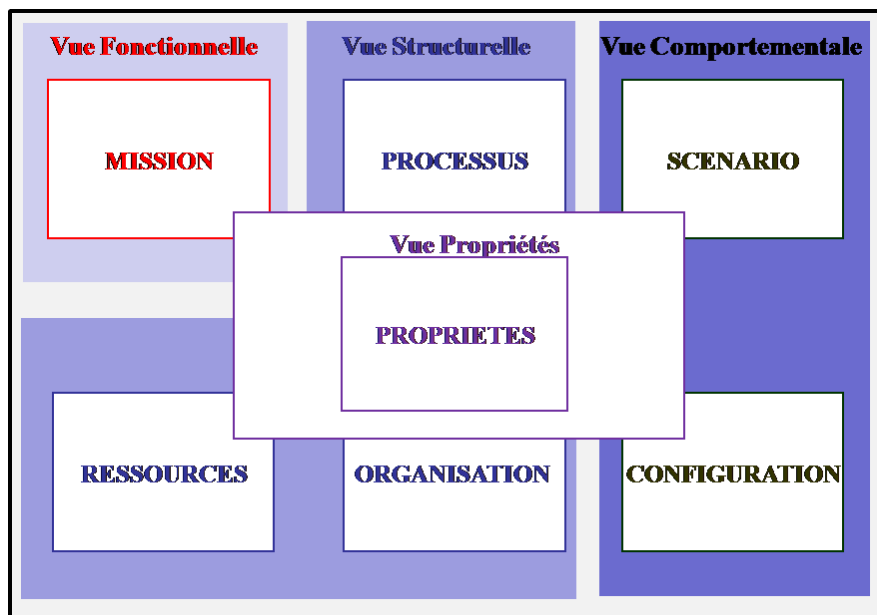 Vue Fonctionnelle
Vue Structurelle
Vue Comportementale
MISSION
PROCESSUS
SCENARIO
Vue Propriétés
PROPRIETES
RESSOURCES
ORGANISATION
CONFIGURATION